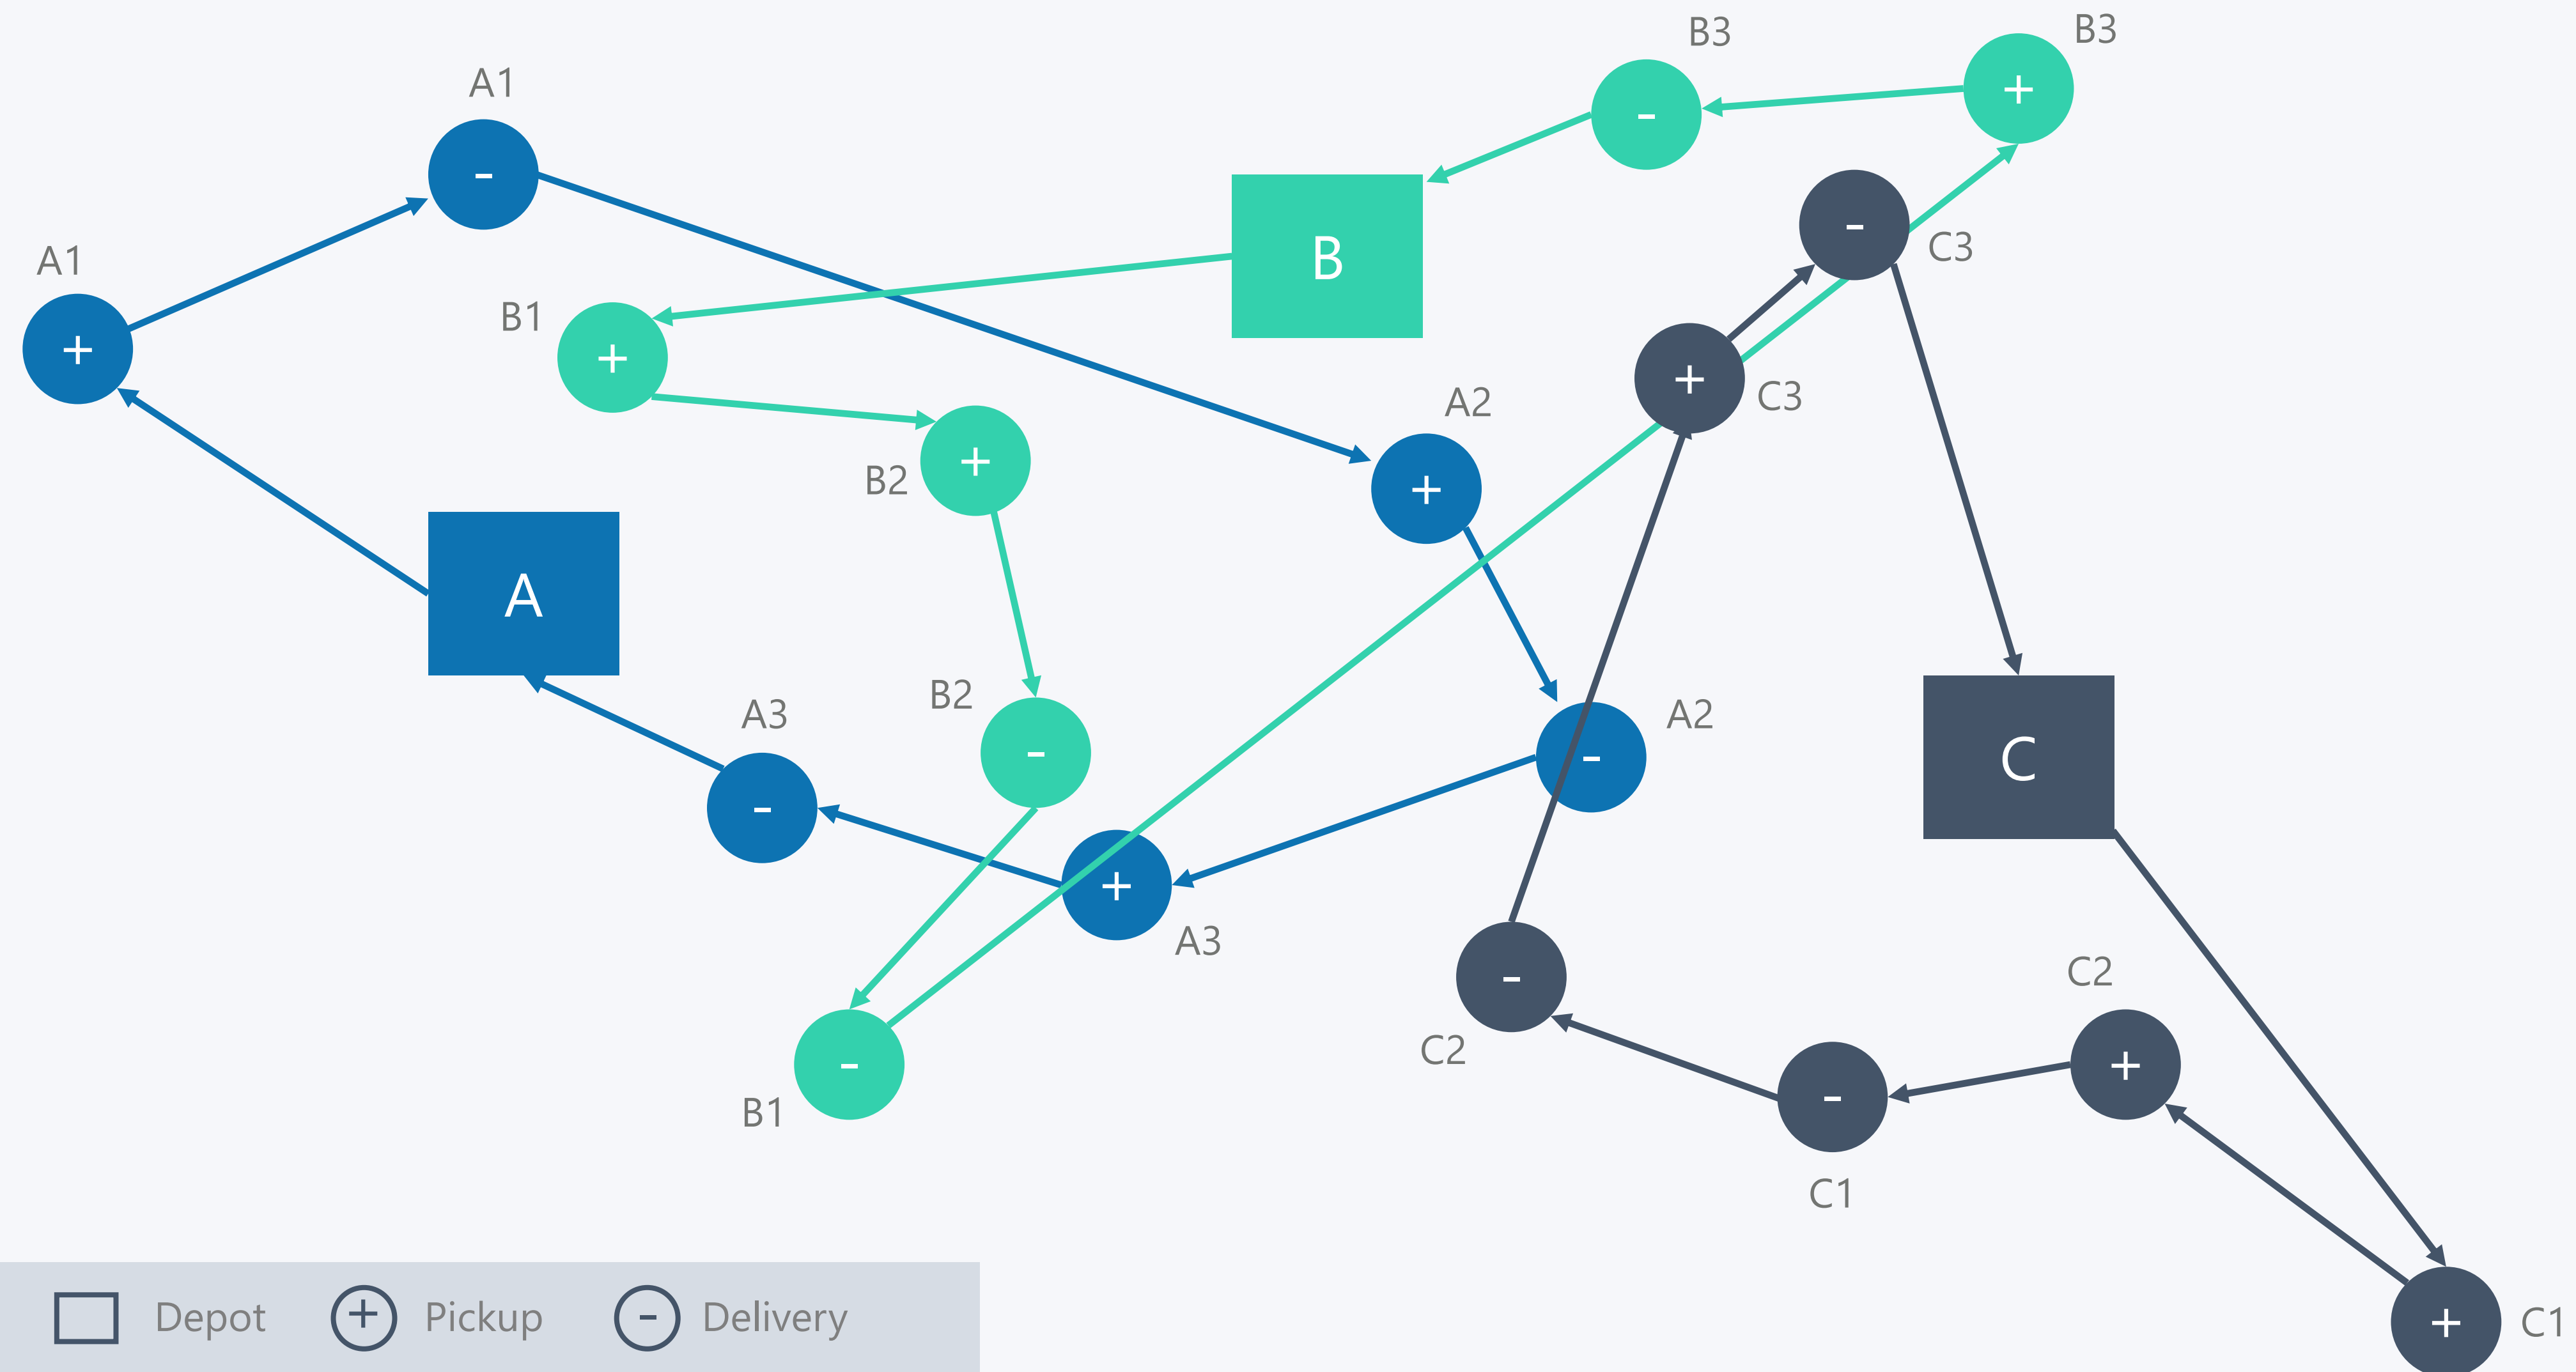 B3
B3
A1
+
-
-
A1
-
C3
B
B1
+
+
+
C3
A2
+
B2
+
A
B2
A3
A2
-
-
C
-
+
A3
C2
-
C2
-
+
B1
-
C1
+
C1
Depot
+
Pickup
-
Delivery